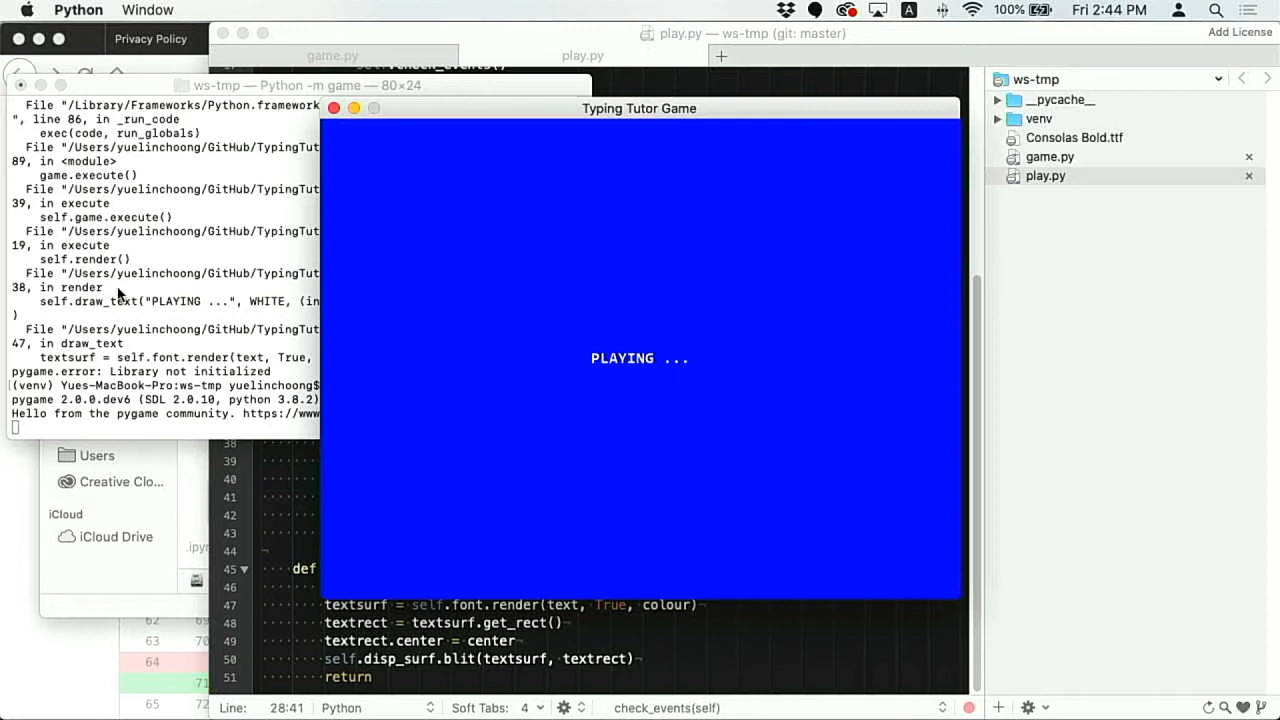 Python Window
100% Fri 2:44 PM
Privacy Policy
play.py — ws-tmp (git: master)
Add License
game.py
play.py
ws-tmp — Python -m game — 80×24
Typing Tutor Game
File "/Library/Frameworks/Python.framework
", line 86, in _run_code
exec(code, run_globals)
File "/Users/yuelinchoong/GitHub/TypingTut
89, in <module>
game.execute()
File "/Users/yuelinchoong/GitHub/TypingTut
39, in execute
self.game.execute()
File "/Users/yuelinchoong/GitHub/TypingTut
19, in execute
self.render()
File "/Users/yuelinchoong/GitHub/TypingTut
38, in render
self.draw_text("PLAYING ...", WHITE, (in
)
File "/Users/yuelinchoong/GitHub/TypingTut
47, in draw_text
textsurf = self.font.render(text, True,
pygame.error: Library not initialized
(venv) Yues-MacBook-Pro:ws-tmp yuelinchoong$
pygame 2.0.0.dev6 (SDL 2.0.10, python 3.8.2)
Hello from the pygame community. https://www
PLAYING ...
ws-tmp
__pycache__
venv
Consolas Bold.ttf
game.py
play.py
Users
Creative Clo...
iCloud
iCloud Drive
38
39
40
41
42
43
44
45 def
46
47 textsurf = self.font.render(text, True, colour)
48 textrect = textsurf.get_rect()
49 textrect.center = center
50 self.disp_surf.blit(textsurf, textrect)
51 return
62
63
64
71
65
Line: 28:41 Python Soft Tabs: 4 check_events(self)